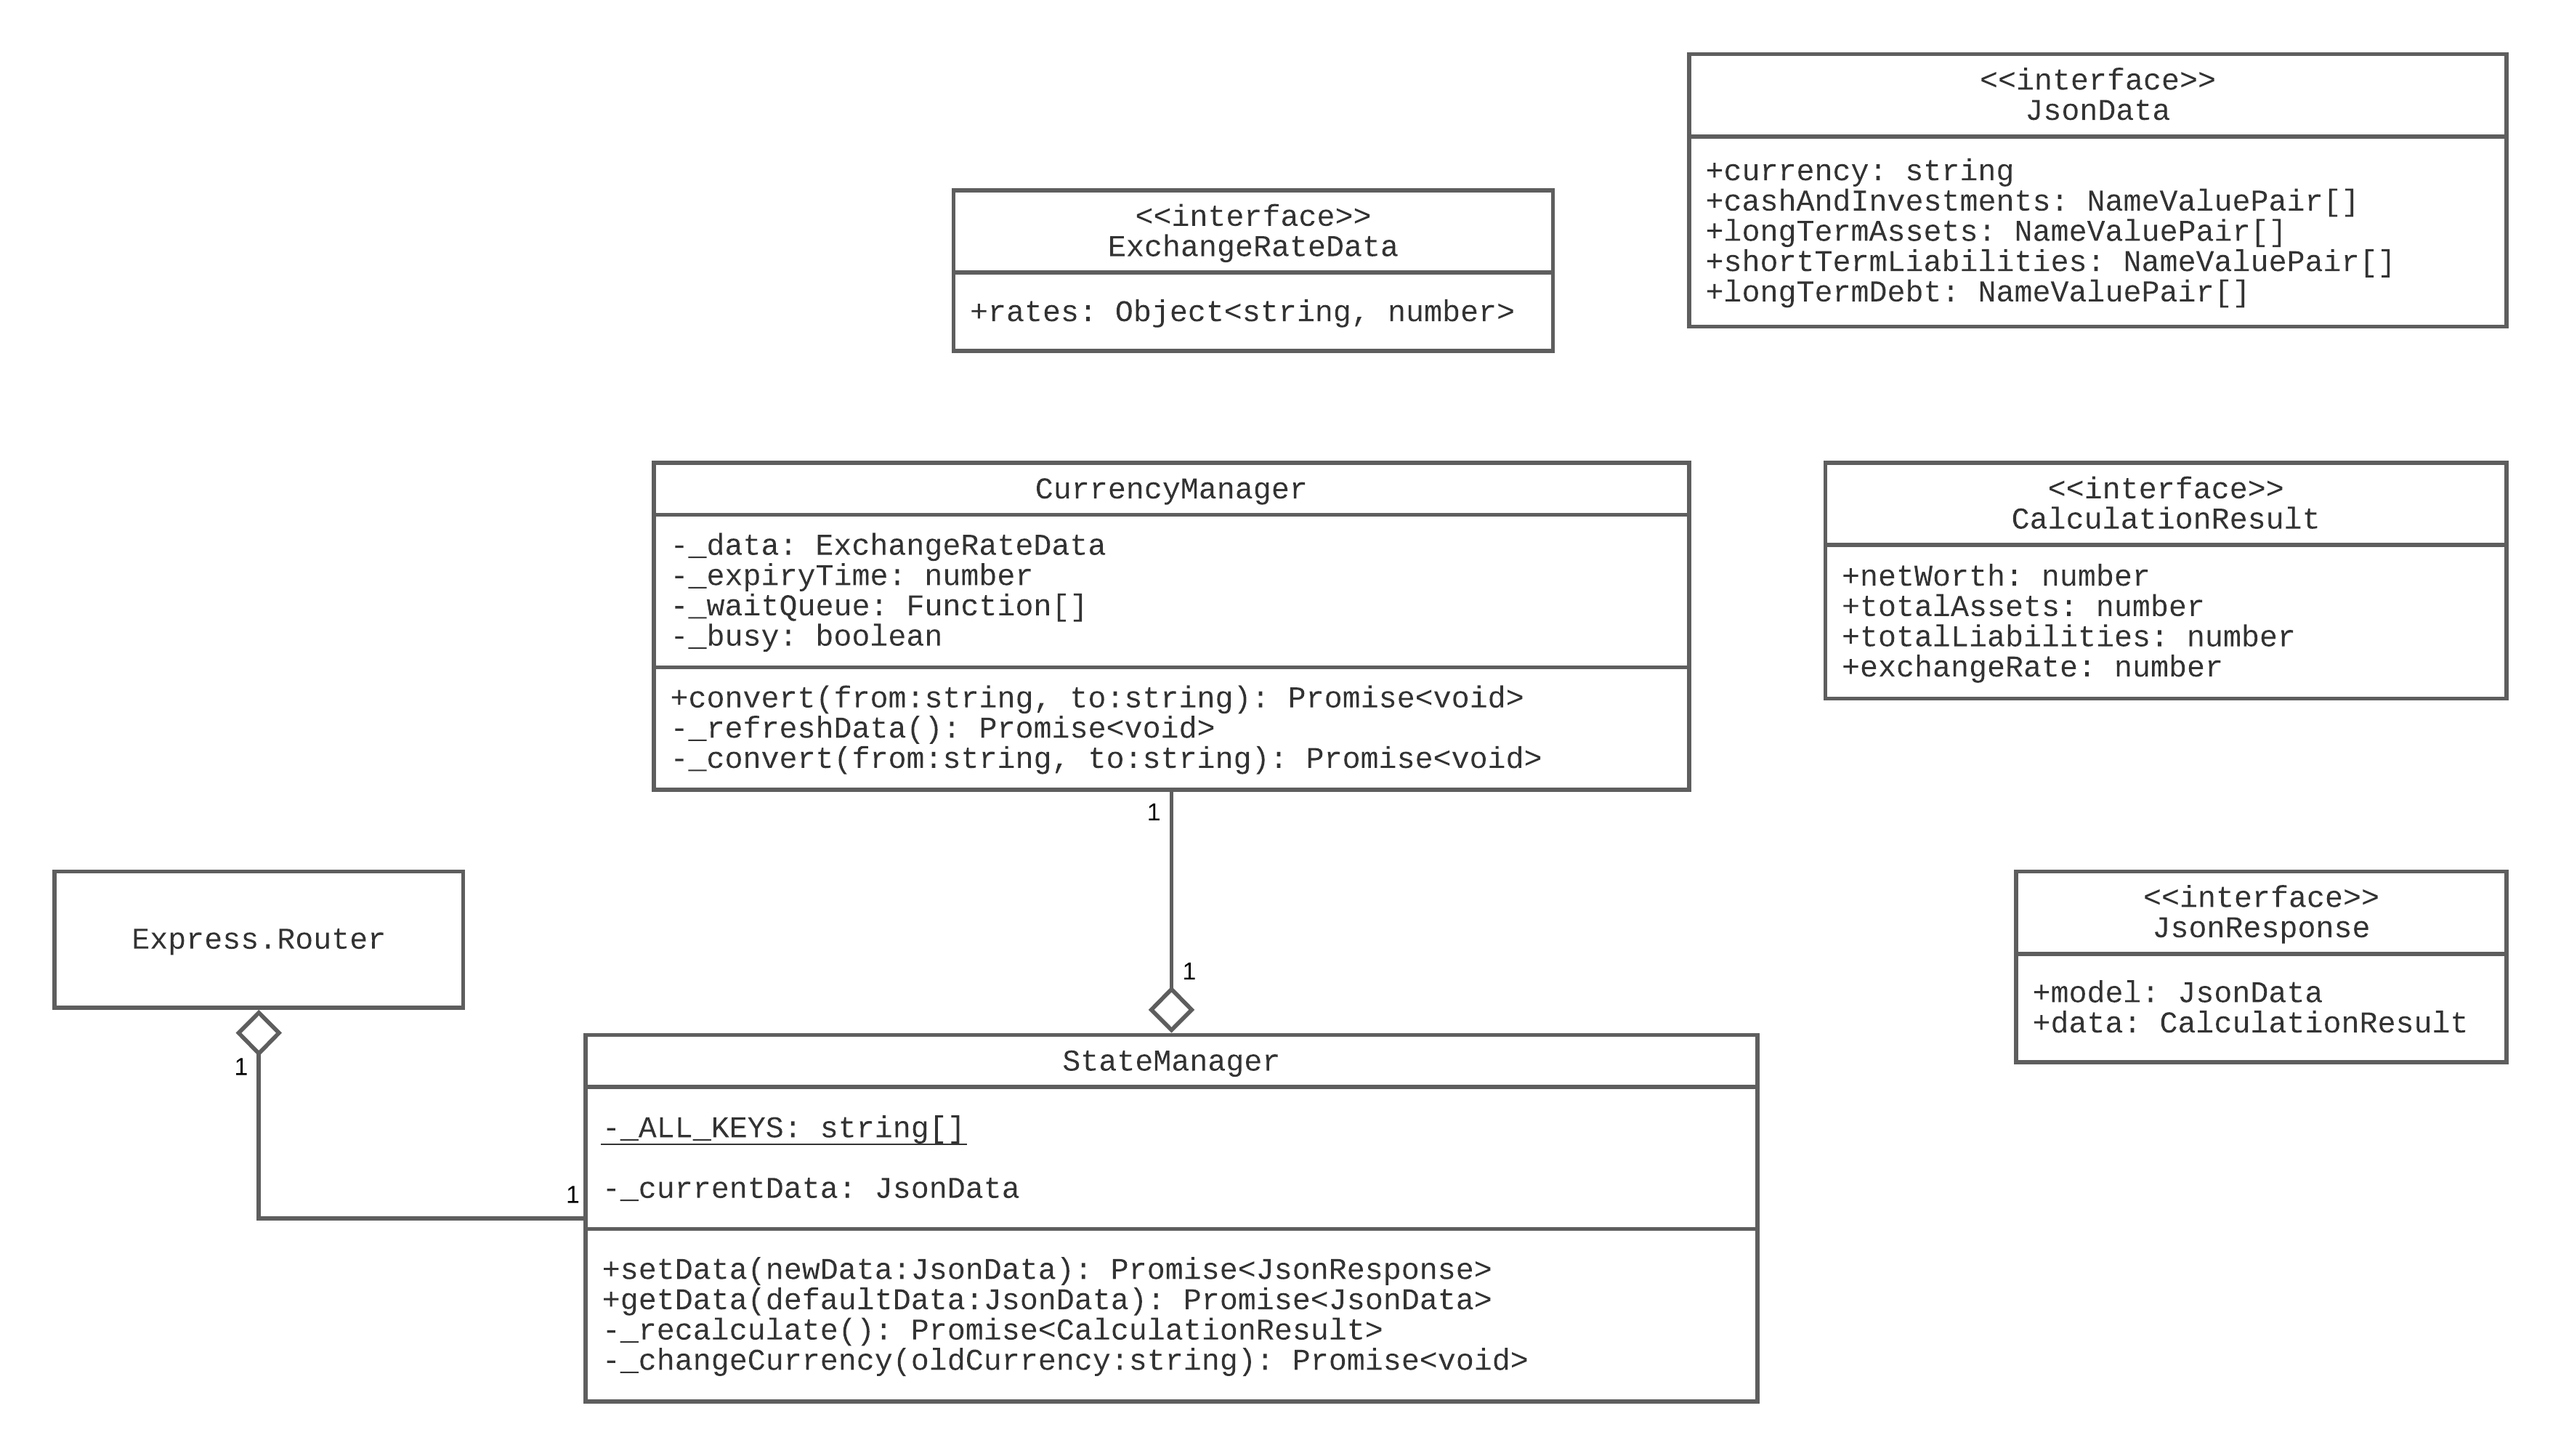 <<interface>>
JsonData
+currency: string
+cashAndInvestments: NameValuePair[]
+longTermAssets: NameValuePair[]
+shortTermLiabilities: NameValuePair[]
+longTermDebt: NameValuePair[]
<<interface>>
ExchangeRateData
+rates: Object<string, number>
CurrencyManager
-_data: ExchangeRateData
-_expiryTime: number
-_waitQueue: Function[]
-_busy: boolean
+convert(from:string, to:string): Promise<void>
-_refreshData(): Promise<void>
-_convert(from:string, to:string): Promise<void>
<<interface>>
CalculationResult
+netWorth: number
+totalAssets: number
+totalLiabilities: number
+exchangeRate: number
1
1
Express.Router
1
1
<<interface>>
JsonResponse
+model: JsonData
+data: CalculationResult
StateManager
-_ALL_KEYS: string[]
-_currentData: JsonData
+setData(newData:JsonData): Promise<JsonResponse>
+getData(defaultData:JsonData): Promise<JsonData>
-_recalculate(): Promise<CalculationResult>
-_changeCurrency(oldCurrency:string): Promise<void>